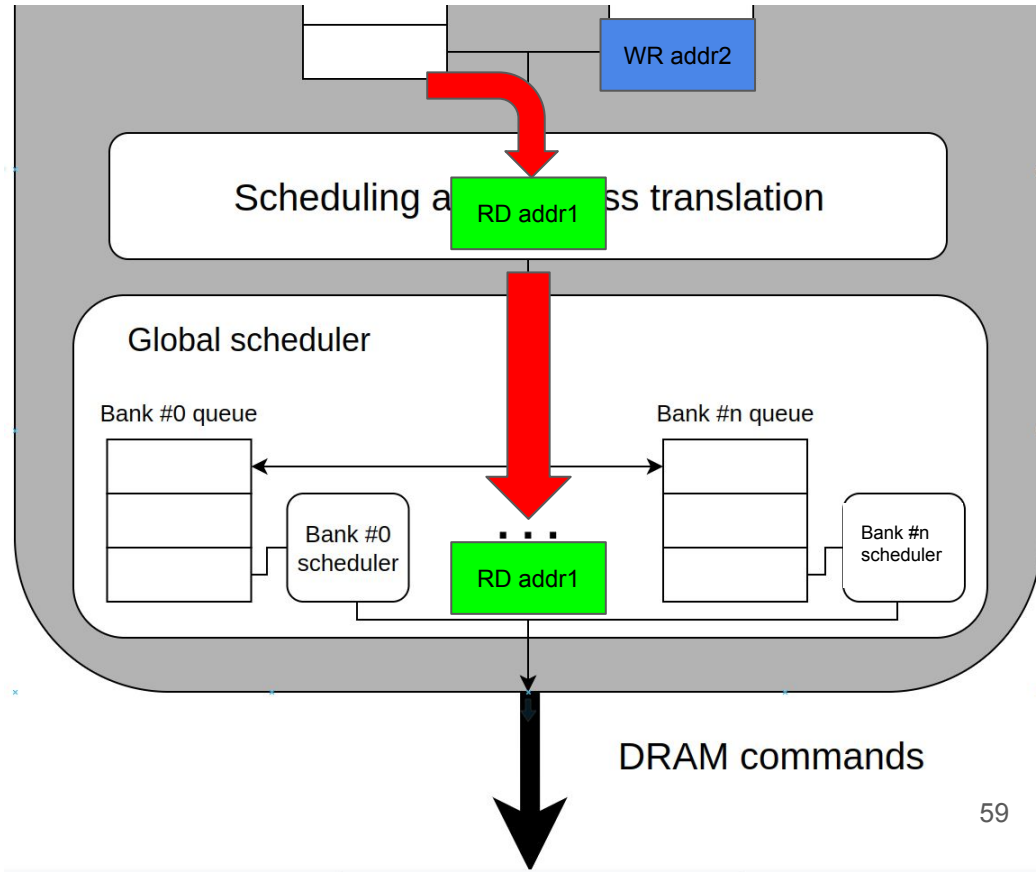 WR addr2
Scheduling a
RD addr1
ss translation
Global scheduler
Bank #0 queue
Bank #n queue
Bank #0
scheduler
. . .
RD addr1
Bank #n
scheduler
DRAM commands
59